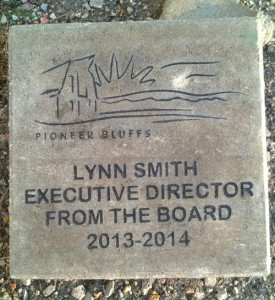 PIONEER BLUFFS
LYNN SMITH
EXECUTIVE DIRECTOR
FROM THE BOARD
2013-2014